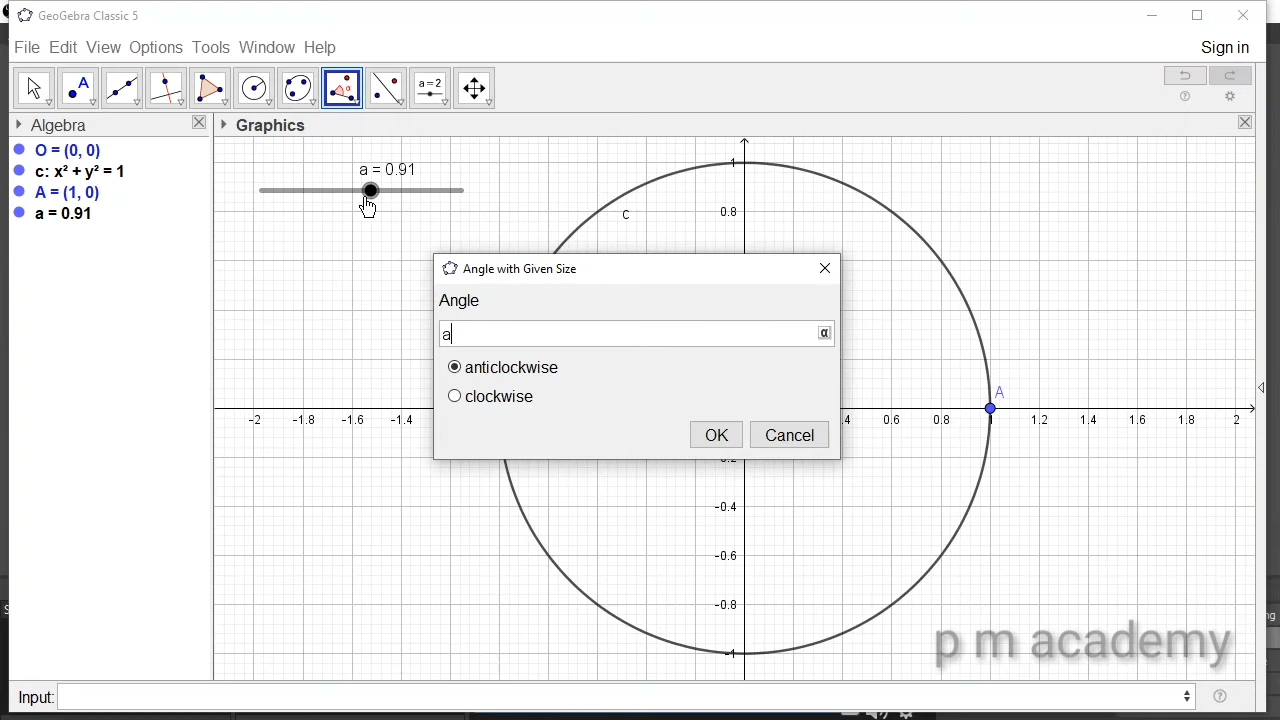 GeoGebra Classic 5
File Edit View Options Tools Window Help
Sign in
A
α
a=2
Algebra
Graphics
O = (0, 0)
c: x² + y² = 1
A = (1, 0)
a = 0.91
a = 0.91
1
c
0.8
Angle with Given Size
Angle
a
α
anticlockwise
clockwise
OK
Cancel
A
-2 -1.8 -1.6 -1.4 0.6 0.8 1 1.2 1.4 1.6 1.8 2
-0.4
-0.6
-0.8
-1
p m academy
Input: